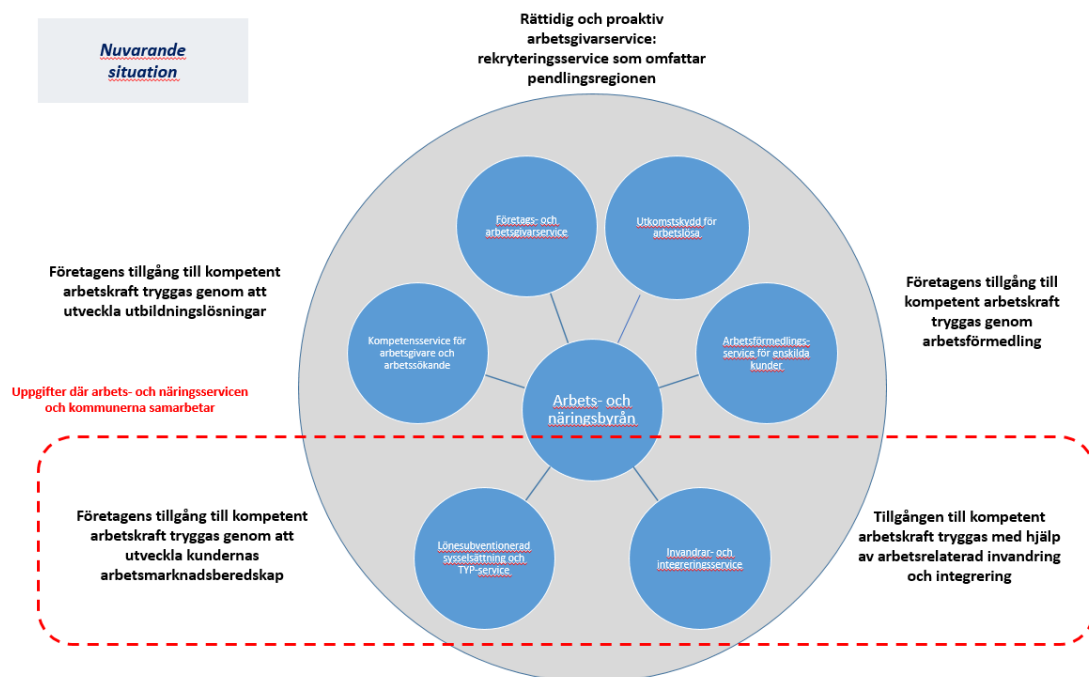 Nuvarande
situation
Rättidig och proaktiv
arbetsgivarservice:
rekryteringsservice som omfattar
pendlingsregionen
Företags- och
arbetsgivarservice
Utkomstskydd för
arbetslösa
Företagens tillgång till kompetent
arbetskraft tryggas genom att
utveckla utbildningslösningar
Kompetensservice för
arbetsgivare och
arbetssökande
Arbetsförmedlings-
service för enskilda
kunder
Företagens tillgång till
kompetent arbetskraft
tryggas genom
arbetsförmedling
Arbets- och
näringsbyrån
Uppgifter där arbets- och näringsservicen
och kommunerna samarbetar
Företagens tillgång till kompetent
arbetskraft tryggas genom att
utveckla kundernas
arbetsmarknadsberedskap
Lönesubventionerad
sysselsättning och
TYP-service
Invandrar- och
integreringsservice
Tillgången till kompetent
arbetskraft tryggas med hjälp
av arbetsrelaterad invandring
och integrering